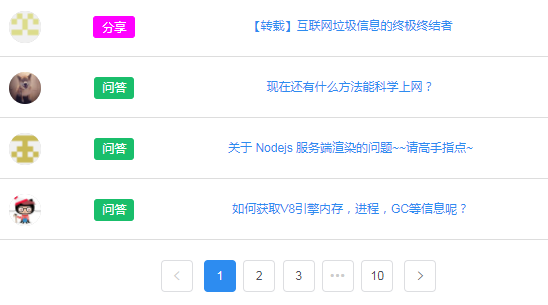 分享 【转载】互联网垃圾信息的终极终结者
问答 现在还有什么方法能科学上网？
问答 关于 Nodejs 服务端渲染的问题~~请高手指点~
问答 如何获取V8引擎内存，进程，GC等信息呢？
1 2 3 ••• 10